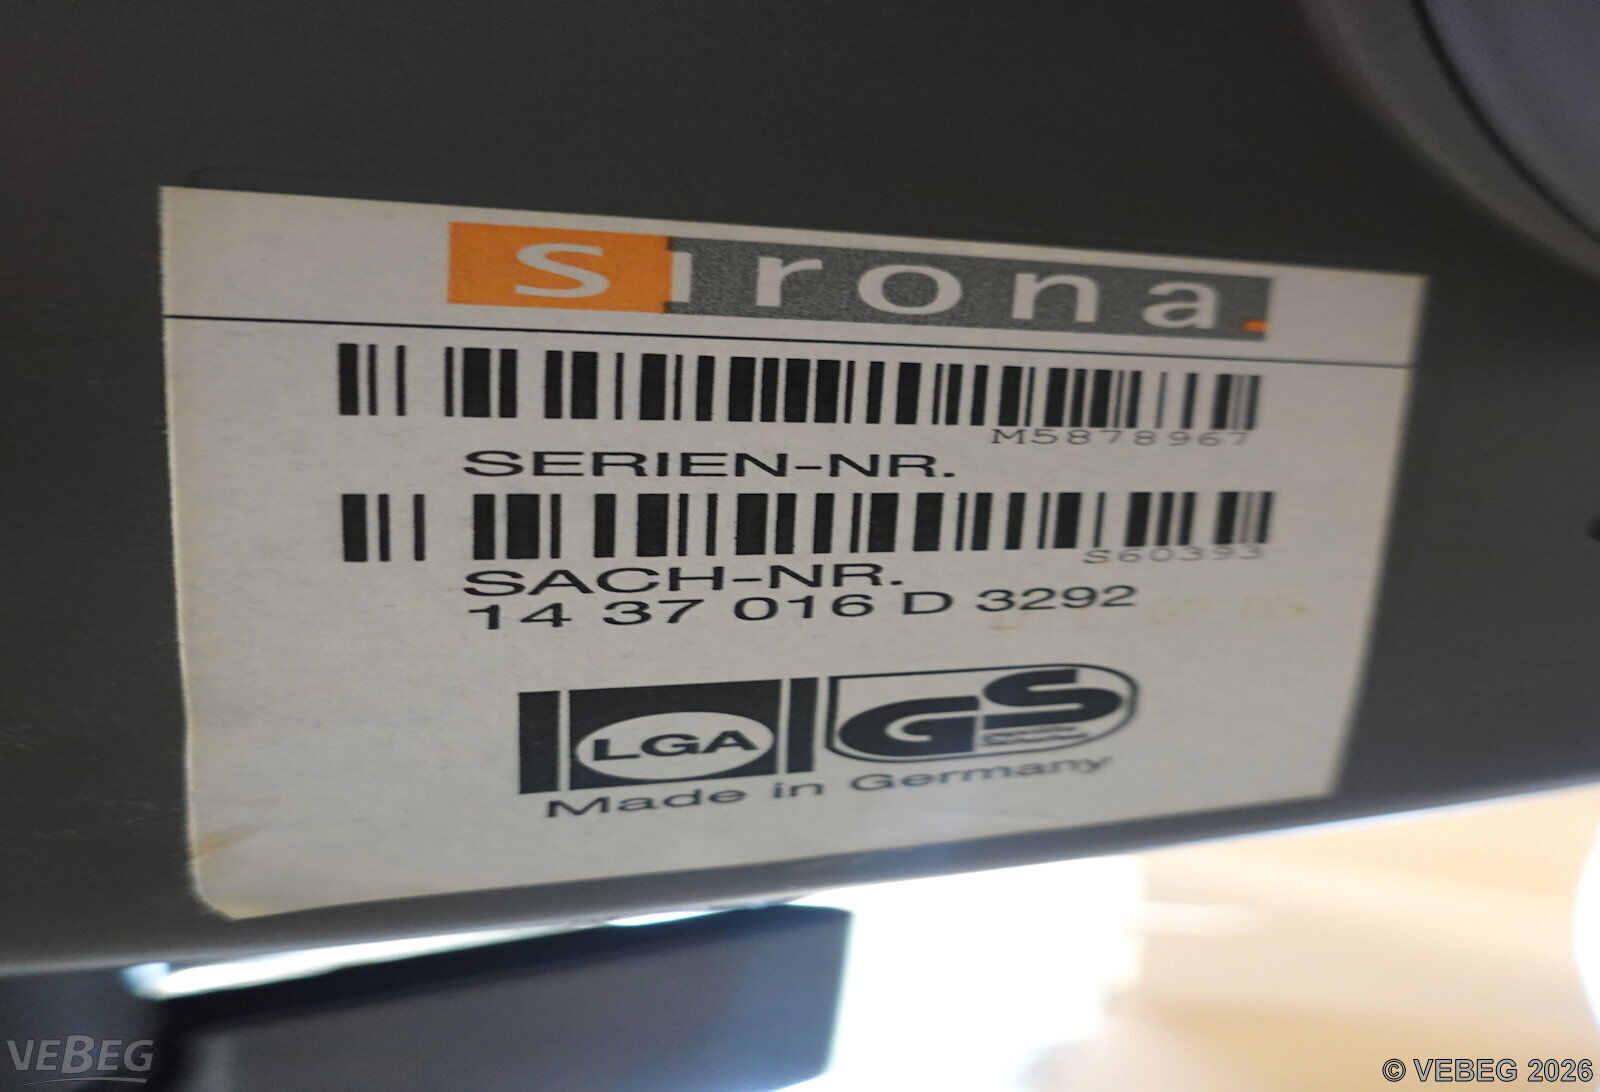 Sirona.
M5878967
SERIEN-NR.
S60393
SACH-NR.
14 37 016 D 3292
LGA
GS
Made in Germany
VEBEG
© VEBEG 2026